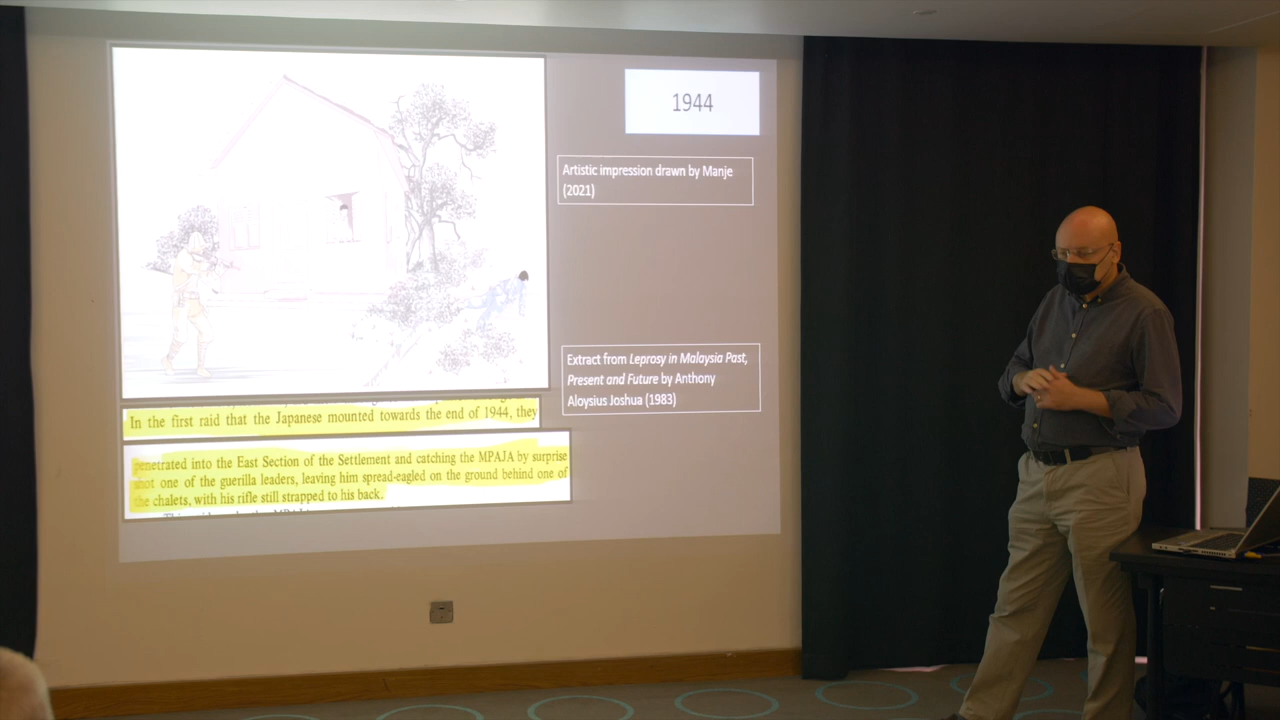 1944
Artistic impression drawn by Manje
(2021)
Extract from Leprosy in Malaysia Past,
Present and Future by Anthony
Aloysius Joshua (1983)
In the first raid that the Japanese mounted towards the end of 1944, they
penetrated into the East Section of the Settlement and catching the MPAJA by surprise
shot one of the guerilla leaders, leaving him spread-eagled on the ground behind one of
the chalets, with his rifle still strapped to his back.